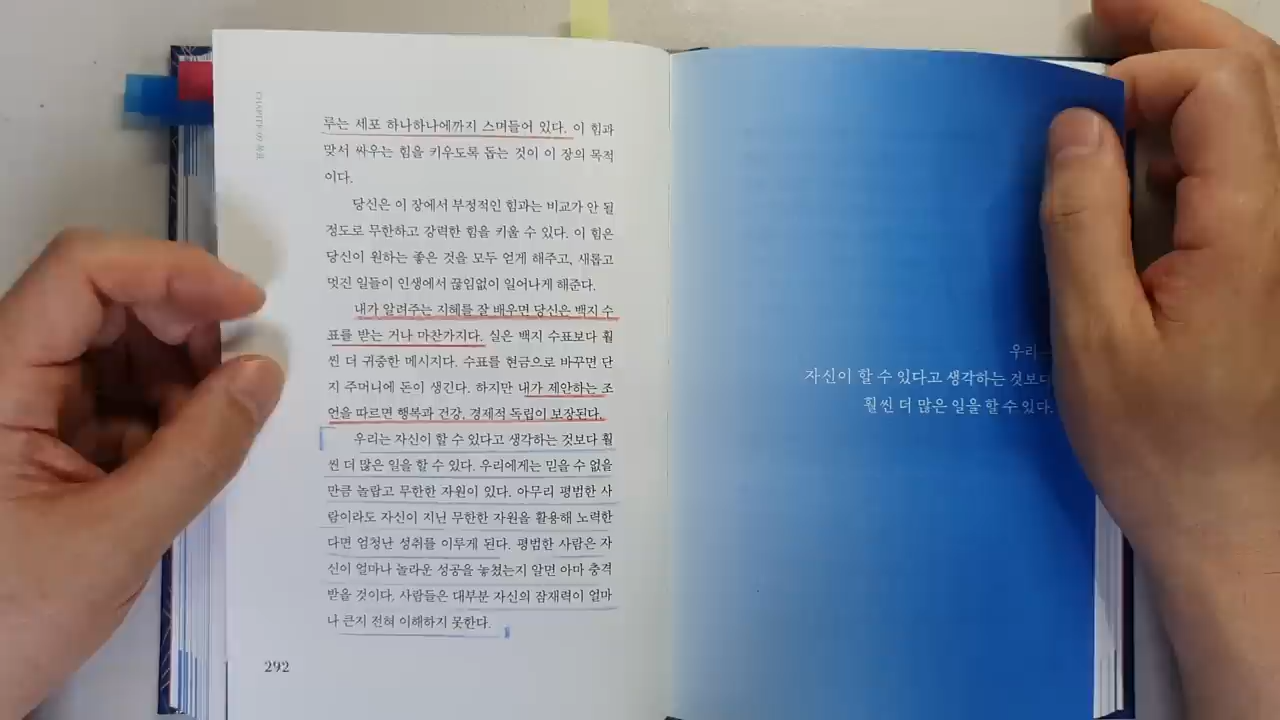 루는 세포 하나하나에까지 스며들어 있다. 이 힘과
맞서 싸우는 힘을 키우도록 돕는 것이 이 장의 목적
이다.
당신은 이 장에서 부정적인 힘과는 비교가 안 될
정도로 무한하고 강력한 힘을 키울 수 있다. 이 힘은
당신이 원하는 좋은 것을 모두 얻게 해주고, 새롭고
멋진 일들이 인생에서 끊임없이 일어나게 해준다.
내가 알려주는 지혜를 잘 배우면 당신은 백지 수
표를 받는 거나 마찬가지다. 실은 백지 수표보다 훨
씬 더 귀중한 메시지다. 수표를 현금으로 바꾸면 단
지 주머니에 돈이 생긴다. 하지만 내가 제안하는 조
언을 따르면 행복과 건강, 경제적 독립이 보장된다.
우리는 자신이 할 수 있다고 생각하는 것보다 훨
씬 더 많은 일을 할 수 있다. 우리에게는 믿을 수 없을
만큼 놀랍고 무한한 자원이 있다. 아무리 평범한 사
람이라도 자신이 지닌 무한한 자원을 활용해 노력한
다면 엄청난 성취를 이루게 된다. 평범한 사람은 자
신이 얼마나 놀라운 성공을 놓쳤는지 알면 아마 충격
받을 것이다. 사람들은 대부분 자신의 잠재력이 얼마
나 큰지 전혀 이해하지 못한다.
292
우리
자신이 할 수 있다고 생각하는 것보다
훨씬 더 많은 일을 할 수 있다.